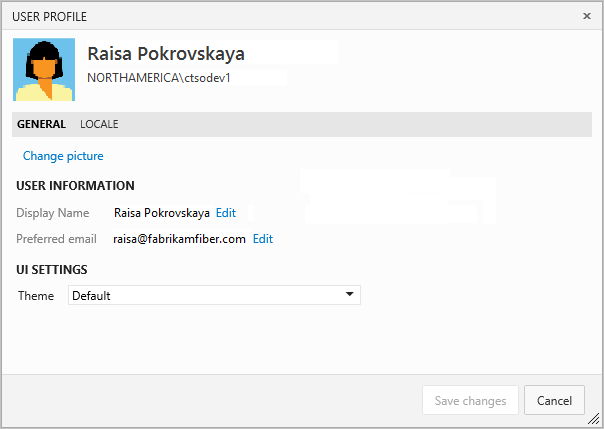 USER PROFILE ×
Raisa Pokrovskaya
NORTHAMERICA\ctsodev1
GENERAL LOCALE
Change picture
USER INFORMATION
Display Name Raisa Pokrovskaya Edit
Preferred email raisa@fabrikamfiber.com Edit
UI SETTINGS
Theme Default
Save changes Cancel